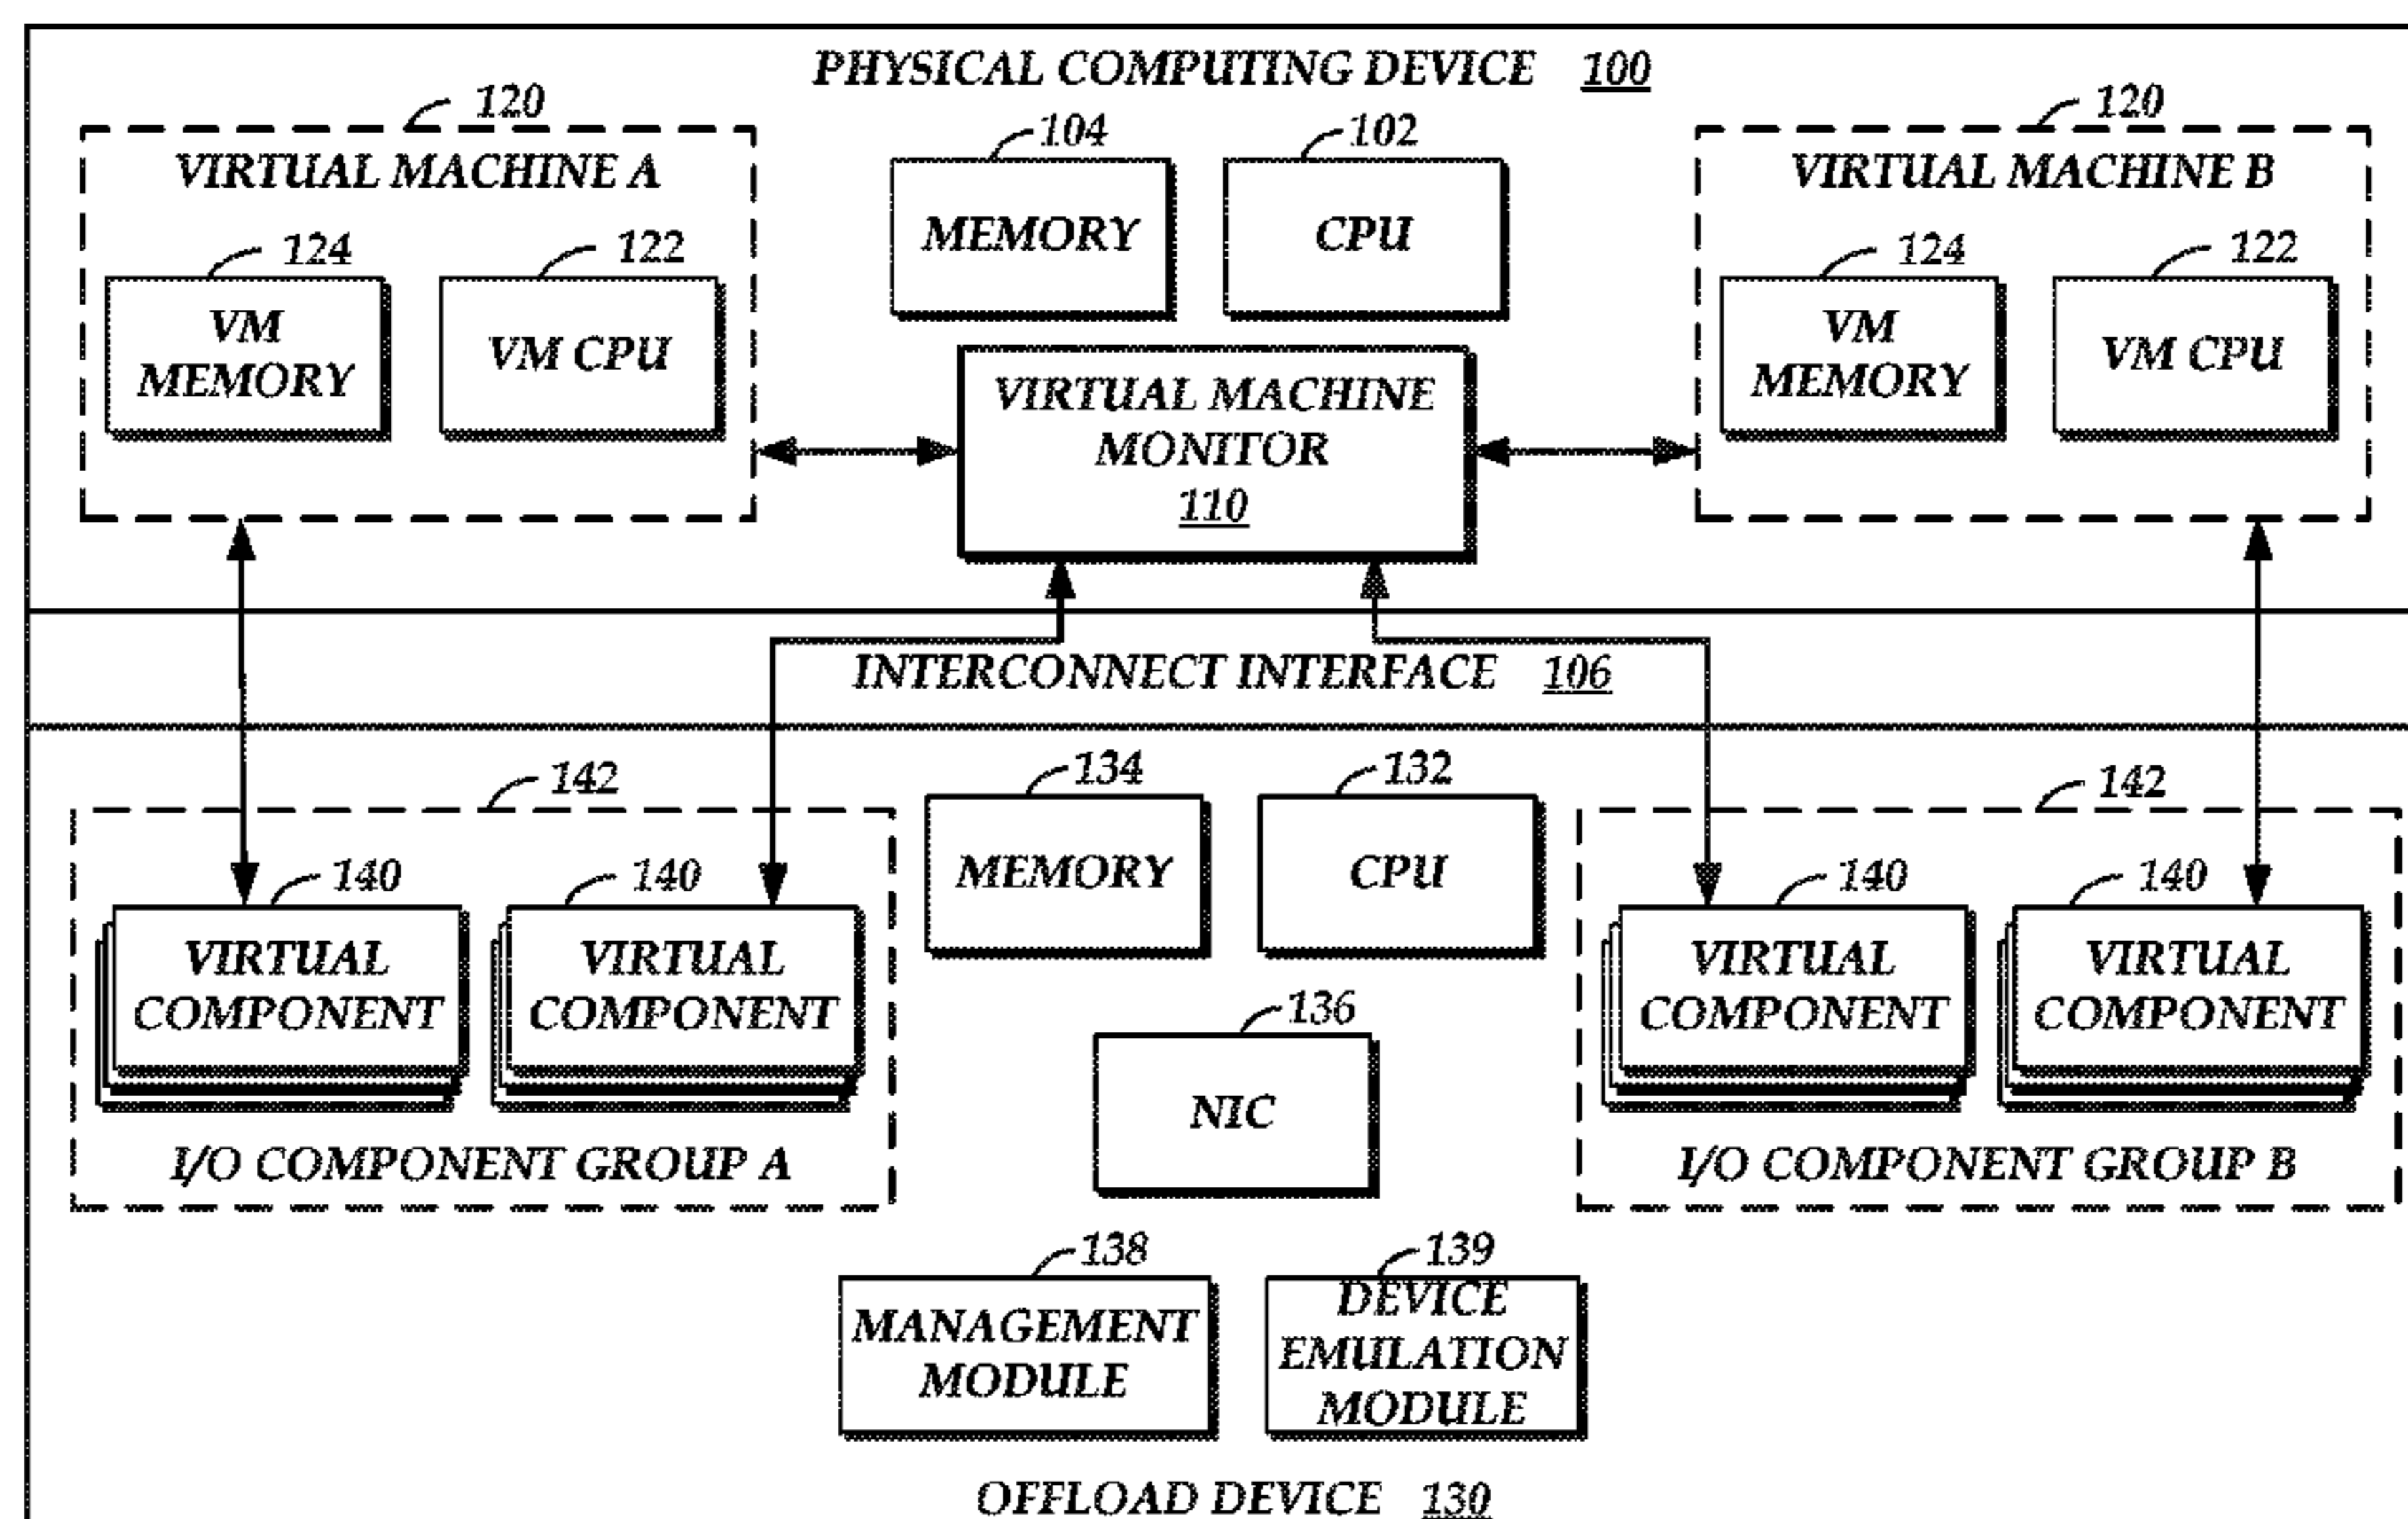 PHYSICAL COMPUTING DEVICE 100
120
VIRTUAL MACHINE A
124
VM
MEMORY
122
VM CPU
104
MEMORY
102
CPU
VIRTUAL MACHINE
MONITOR
110
120
VIRTUAL MACHINE B
124
VM
MEMORY
122
VM CPU
INTERCONNECT INTERFACE 106
142
140
VIRTUAL
COMPONENT
140
VIRTUAL
COMPONENT
I/O COMPONENT GROUP A
134
MEMORY
132
CPU
136
NIC
142
140
VIRTUAL
COMPONENT
140
VIRTUAL
COMPONENT
I/O COMPONENT GROUP B
138
MANAGEMENT
MODULE
139
DEVICE
EMULATION
MODULE
OFFLOAD DEVICE 130